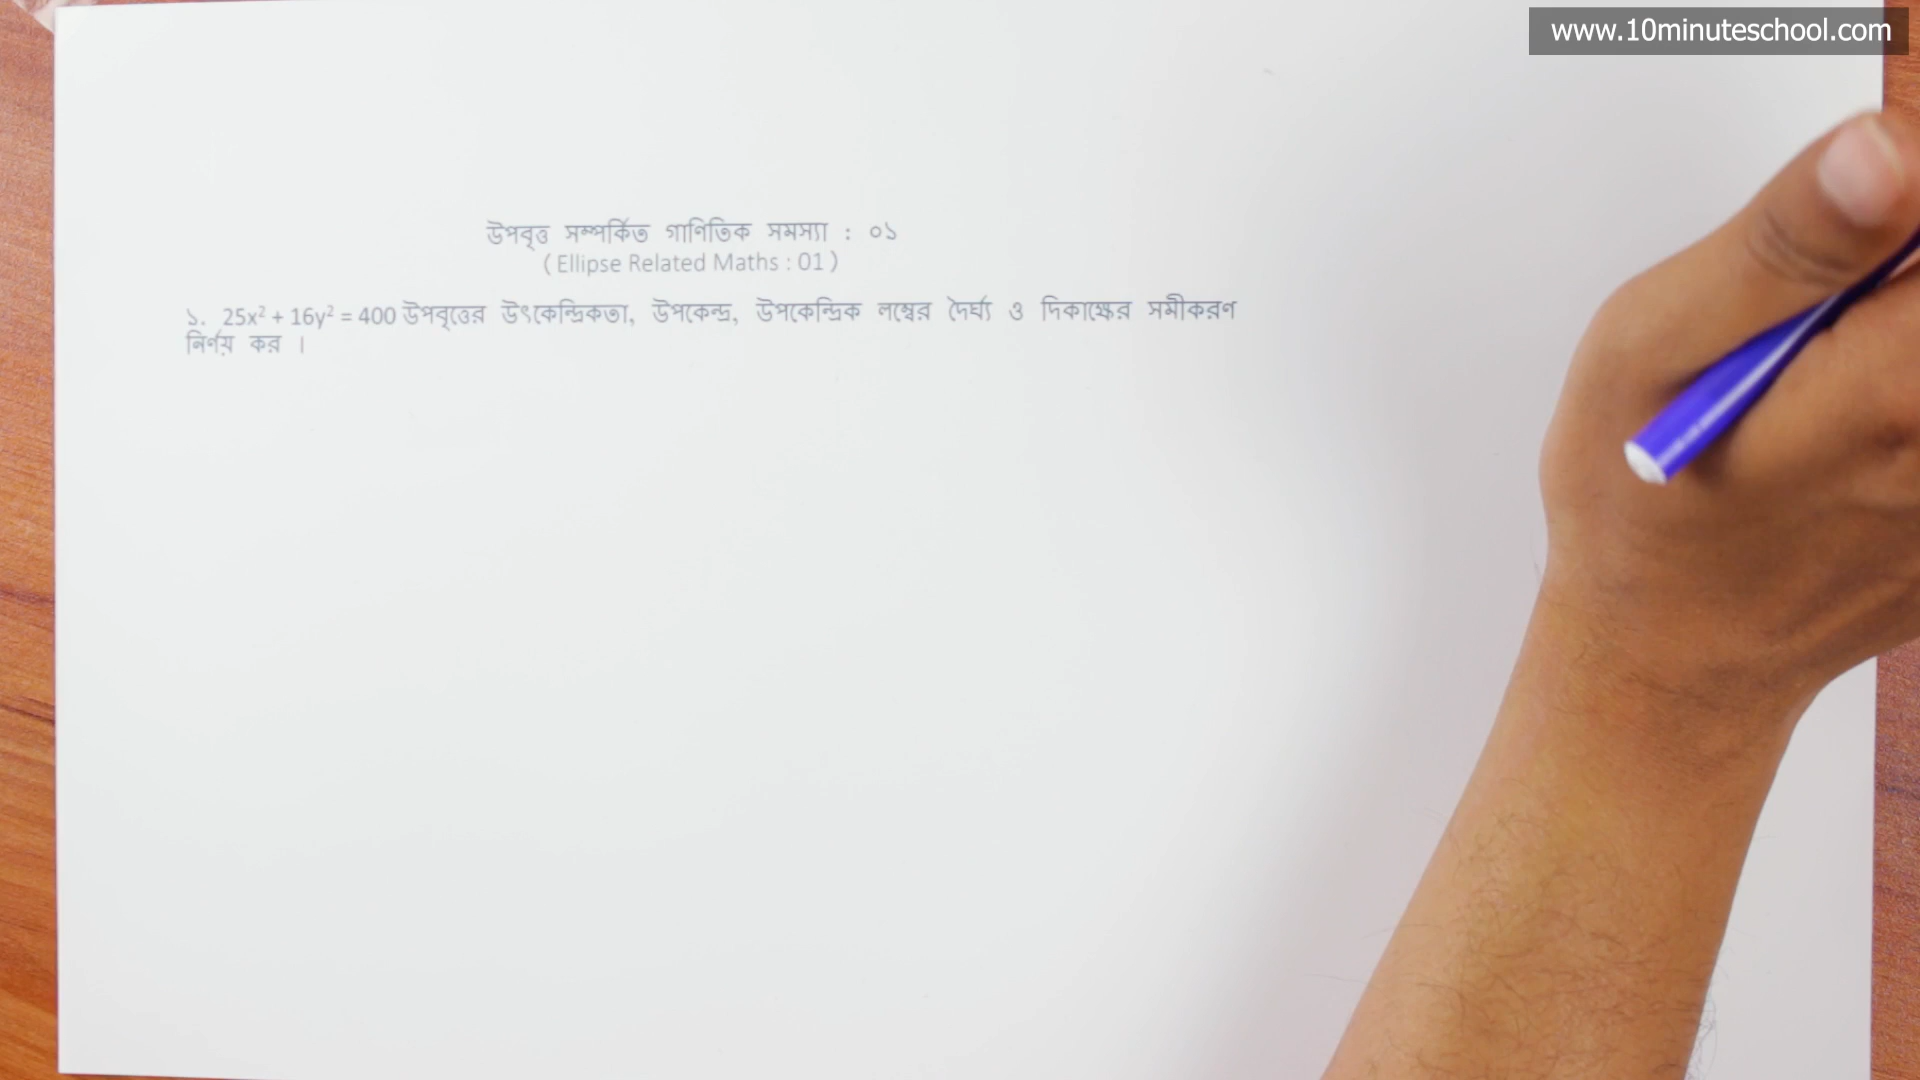 www.10minuteschool.com
উপবৃত্ত সম্পর্কিত গাণিতিক সমস্যা : ০১
( Ellipse Related Maths : 01 )
১. 25x² + 16y² = 400 উপবৃত্তের উৎকেন্দ্রিকতা, উপকেন্দ্র, উপকেন্দ্রিক লম্বের দৈর্ঘ্য ও দিকাক্ষের সমীকরণ
নির্ণয় কর ।